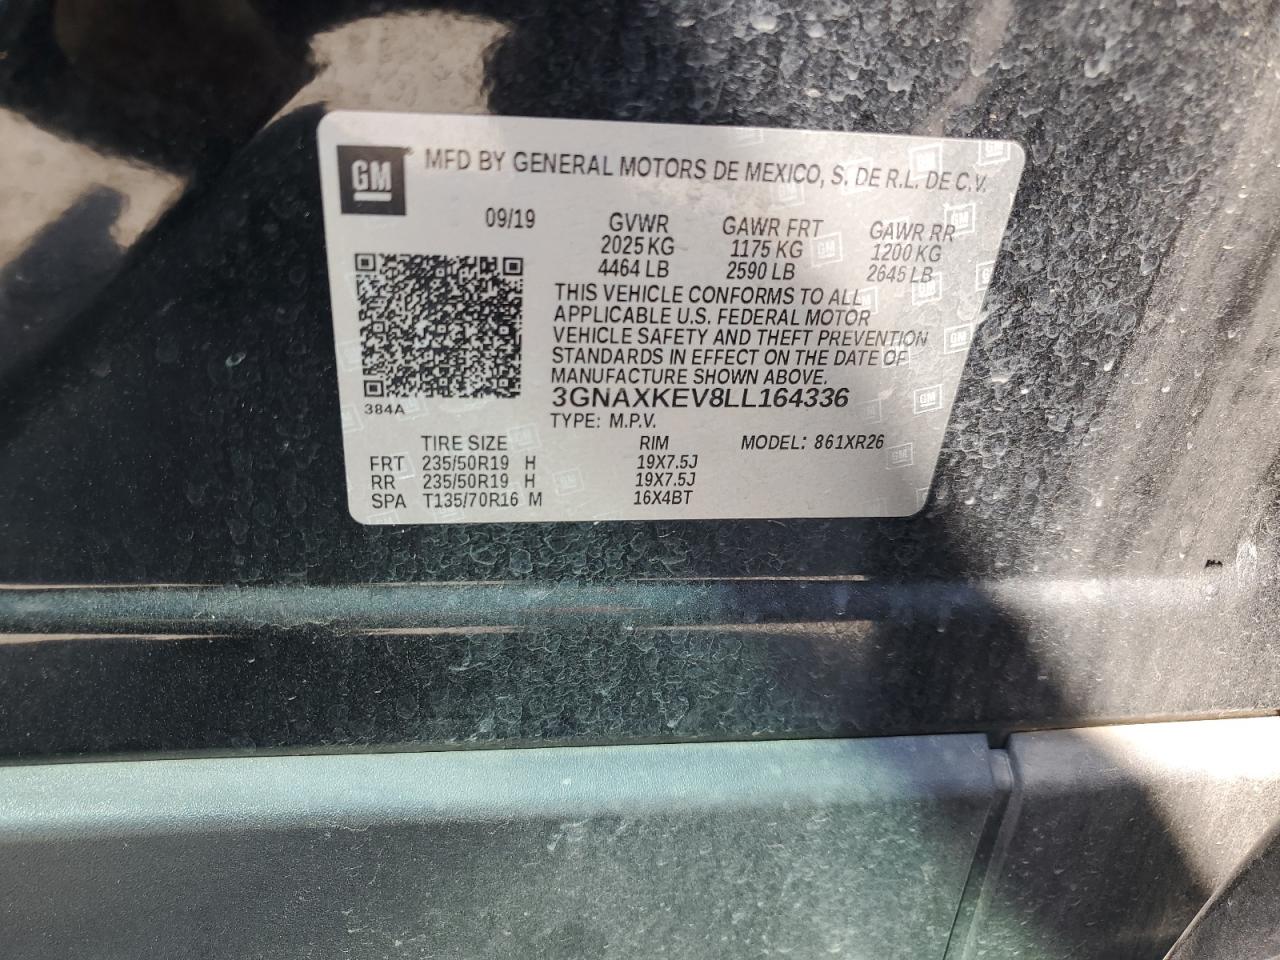 GM MFD BY GENERAL MOTORS DE MEXICO, S. DE R.L. DE C.V.
09/19 GVWR GAWR FRT GAWR RR
2025 KG 1175 KG 1200 KG
4464 LB 2590 LB 2645 LB
THIS VEHICLE CONFORMS TO ALL
APPLICABLE U.S. FEDERAL MOTOR
VEHICLE SAFETY AND THEFT PREVENTION
STANDARDS IN EFFECT ON THE DATE OF
MANUFACTURE SHOWN ABOVE.
3GNAXKEV8LL164336
384A
TYPE: M.P.V.
TIRE SIZE RIM MODEL: 861XR26
FRT 235/50R19 H 19X7.5J
RR 235/50R19 H 19X7.5J
SPA T135/70R16 M 16X4BT